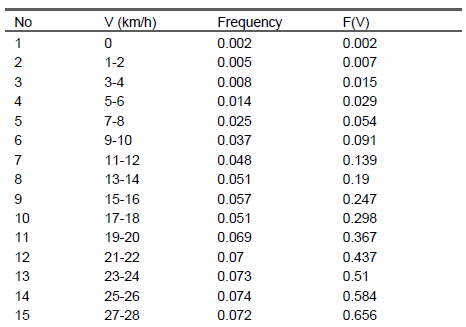 No V (km/h) Frequency F(V)
1 0 0.002 0.002
2 1-2 0.005 0.007
3 3-4 0.008 0.015
4 5-6 0.014 0.029
5 7-8 0.025 0.054
6 9-10 0.037 0.091
7 11-12 0.048 0.139
8 13-14 0.051 0.19
9 15-16 0.057 0.247
10 17-18 0.051 0.298
11 19-20 0.069 0.367
12 21-22 0.07 0.437
13 23-24 0.073 0.51
14 25-26 0.074 0.584
15 27-28 0.072 0.656